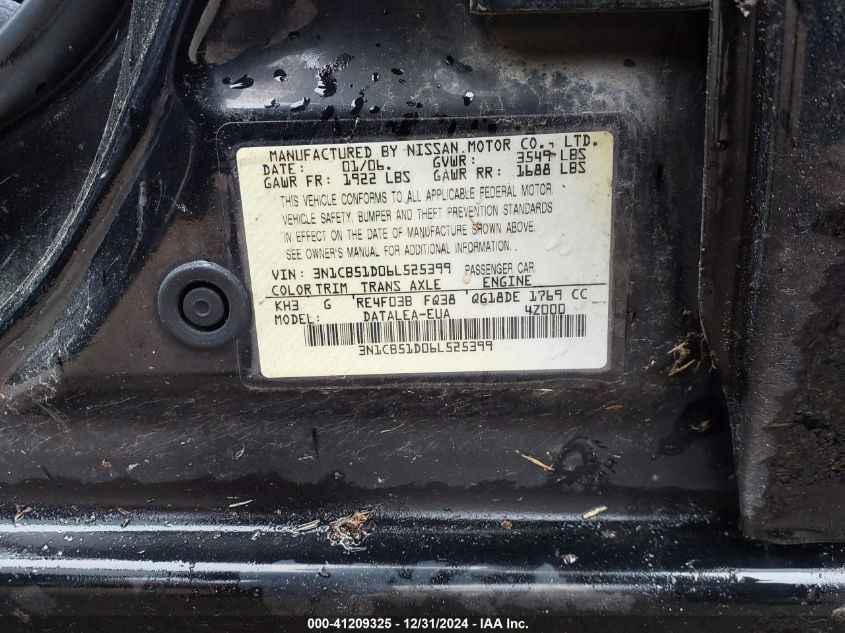 MANUFACTURED BY NISSAN MOTOR CO., LTD.
DATE: 01/06. GVWR: 3549 LBS
GAWR FR: 1922 LBS GAWR RR: 1688 LBS
THIS VEHICLE CONFORMS TO ALL APPLICABLE FEDERAL MOTOR
VEHICLE SAFETY, BUMPER AND THEFT PREVENTION STANDARDS
IN EFFECT ON THE DATE OF MANUFACTURE SHOWN ABOVE.
SEE OWNER'S MANUAL FOR ADDITIONAL INFORMATION.
VIN: 3N1CB51D06L525399 PASSENGER CAR
COLOR TRIM TRANS AXLE ENGINE
KH3 G RE4F03B FQ38 QG18DE 1769 CC
MODEL: DATALEA-EUA 4Z000
3N1CB51D06L525399
000-41209325 - 12/31/2024 - IAA Inc.